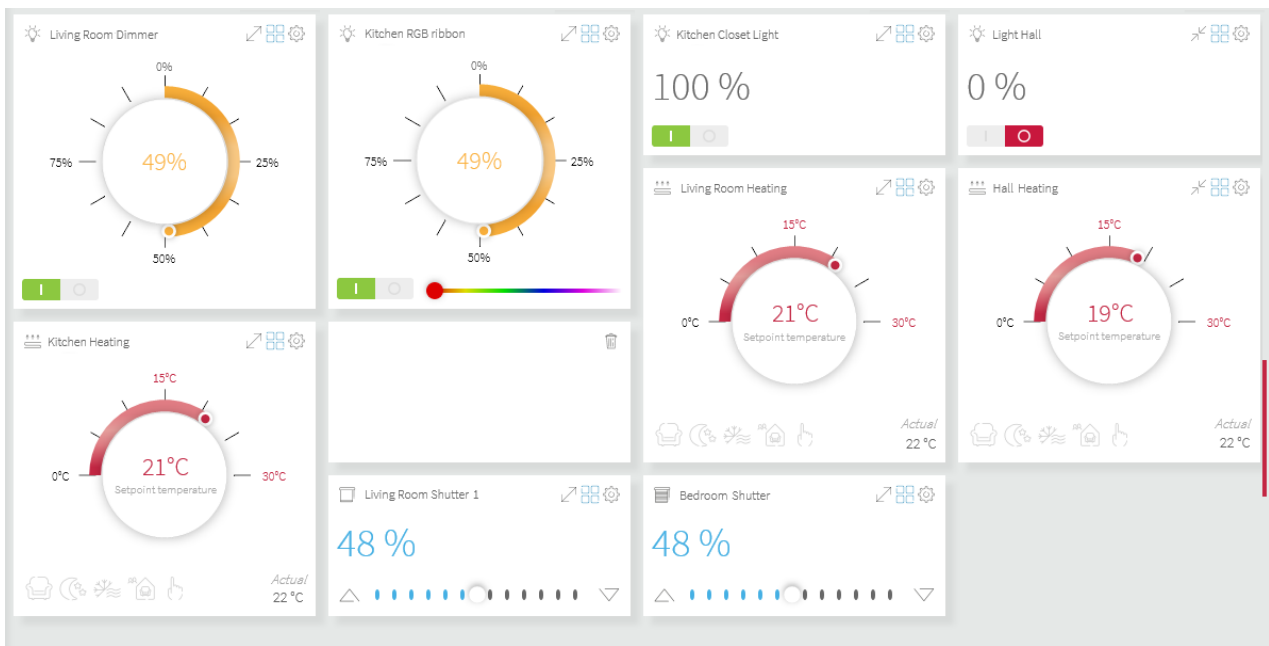 Living Room Dimmer
0%
75%
49%
25%
50%
Kitchen RGB ribbon
0%
75%
49%
25%
50%
Kitchen Closet Light
100 %
Light Hall
0 %
Living Room Heating
15°C
0°C
21°C
30°C
Setpoint temperature
Actual
22 °C
Hall Heating
15°C
0°C
19°C
30°C
Setpoint temperature
Actual
22 °C
Kitchen Heating
15°C
0°C
21°C
30°C
Setpoint temperature
Actual
22 °C
Living Room Shutter 1
48 %
Bedroom Shutter
48 %